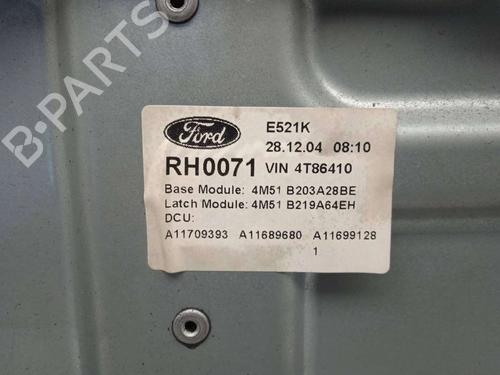 B-PARTS
Ford
E521K
28.12.04 08:10
RH0071 VIN 4T86410
Base Module: 4M51 B203A28BE
Latch Module: 4M51 B219A64EH
DCU:
A11709393 A11689680 A11699128
1